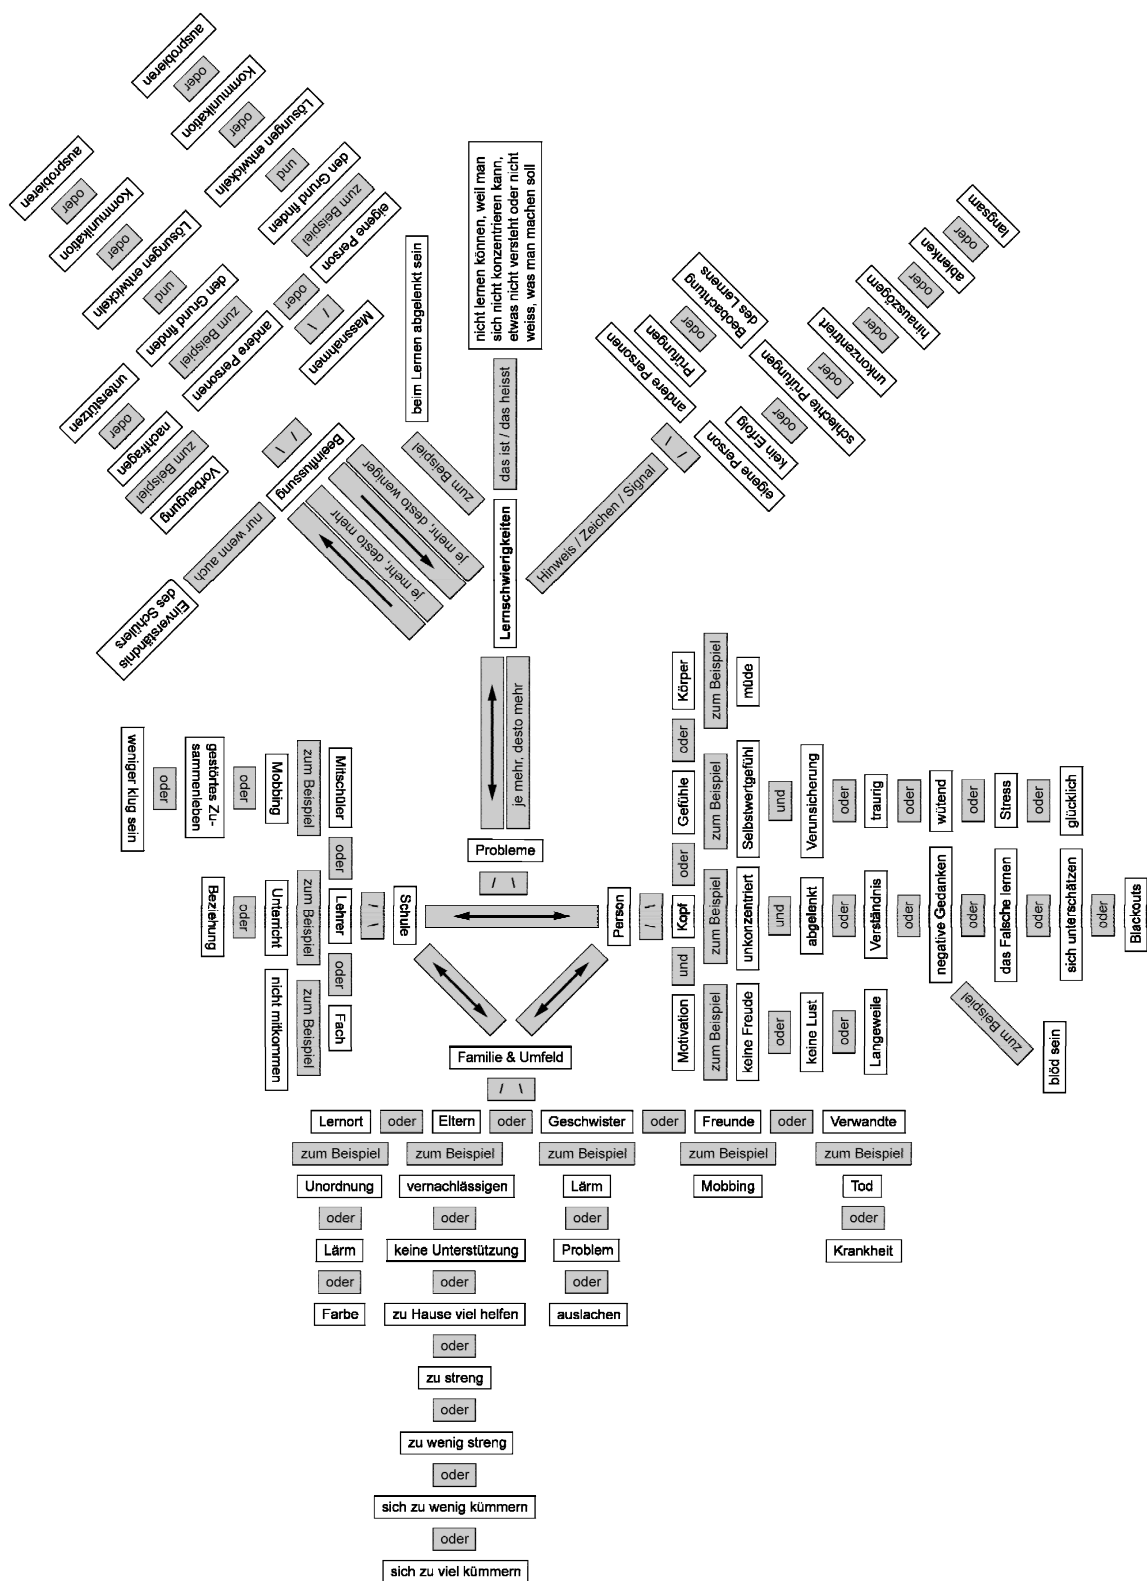 ausprobieren
oder
Kommunikation
oder
Lösungen entwickeln
und
den Grund finden
zum Beispiel
eigene Person
oder
ausprobieren
oder
Kommunikation
oder
Lösungen entwickeln
und
den Grund finden
zum Beispiel
andere Personen
/ \
Massnahmen
unterstützen
oder
nachfragen
zum Beispiel
Vorbeugung
/ \
Beeinflussung
nur wenn auch
Einverständnis
des Schülers
je mehr, desto weniger
je mehr, desto mehr
beim Lernen abgelenkt sein
zum Beispiel
nicht lernen können, weil man
sich nicht konzentrieren kann,
etwas nicht versteht oder nicht
weiss, was man machen soll
das ist / das heisst
Lernschwierigkeiten
Hinweis / Zeichen / Signal
/ \
andere Personen
Prüfungen
oder
Beobachtung
des Lernens
eigene Person
kein Erfolg
oder
schlechte Prüfungen
oder
unkonzentriert
oder
hinauszögern
oder
ablenken
oder
langsam
je mehr, desto mehr
Probleme
/ \
Schule
/ \
Mitschüler
oder
Lehrer
oder
Fach
zum Beispiel
Mobbing
oder
gestörtes Zu-
sammenleben
oder
weniger klug sein
zum Beispiel
Unterricht
oder
Beziehung
zum Beispiel
nicht mitkommen
Person
/ \
Körper
oder
Gefühle
oder
Kopf
und
Motivation
zum Beispiel
müde
zum Beispiel
Selbstwertgefühl
und
Verunsicherung
oder
traurig
oder
wütend
oder
Stress
oder
glücklich
zum Beispiel
unkonzentriert
und
abgelenkt
oder
Verständnis
oder
negative Gedanken
oder
das Falsche lernen
oder
sich unterschätzen
oder
Blackouts
zum Beispiel
blöd sein
zum Beispiel
keine Freude
oder
keine Lust
oder
Langeweile
Familie & Umfeld
/ \
Lernort oder Eltern oder Geschwister oder Freunde oder Verwandte
zum Beispiel zum Beispiel zum Beispiel zum Beispiel zum Beispiel
Unordnung vernachlässigen Lärm Mobbing Tod
oder oder oder oder
Lärm keine Unterstützung Problem Krankheit
oder oder oder
Farbe zu Hause viel helfen auslachen
oder
zu streng
oder
zu wenig streng
oder
sich zu wenig kümmern
oder
sich zu viel kümmern